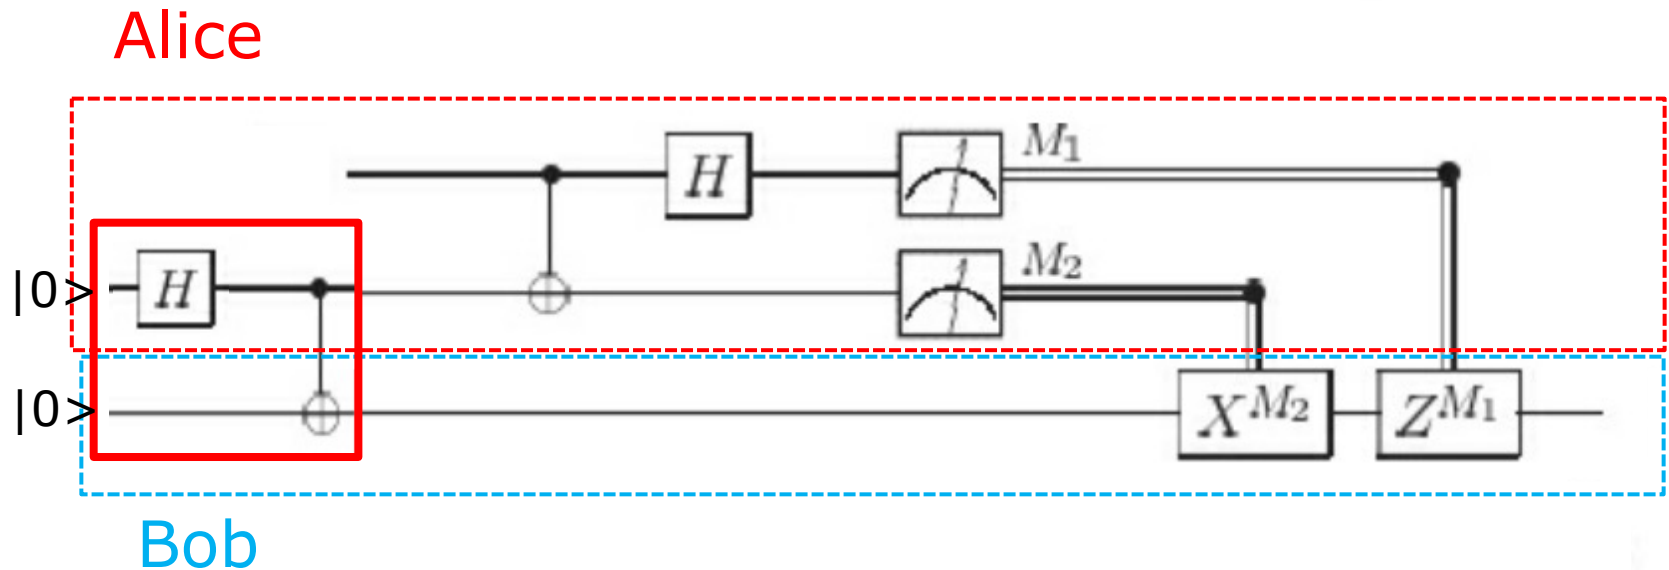 Alice
H M₁
|0> H M₂
|0> X^M₂ Z^M₁
Bob